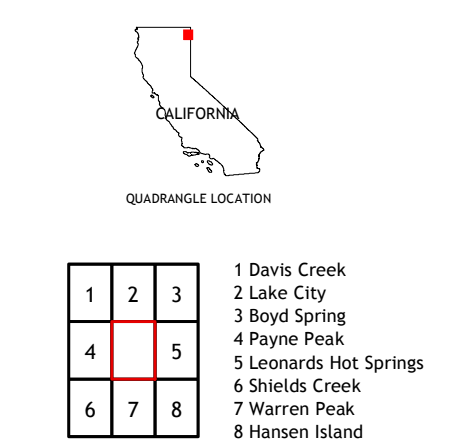 CALIFORNIA
QUADRANGLE LOCATION
1 2 3
4 5
6 7 8
1 Davis Creek
2 Lake City
3 Boyd Spring
4 Payne Peak
5 Leonards Hot Springs
6 Shields Creek
7 Warren Peak
8 Hansen Island